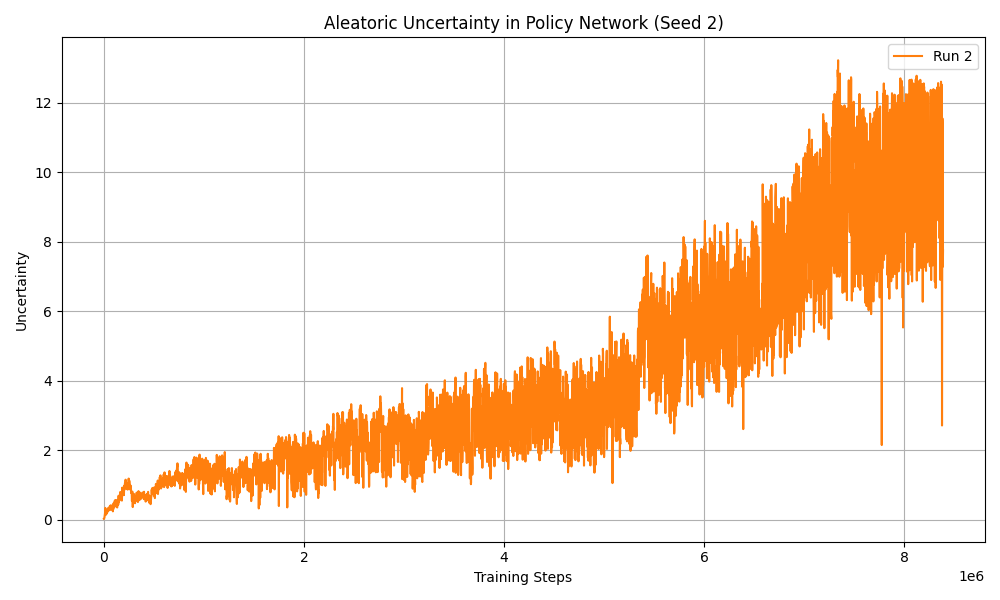 Aleatoric Uncertainty in Policy Network (Seed 2)
Run 2
Uncertainty
12
10
8
6
4
2
0
0 2 4 6 8
1e6
Training Steps